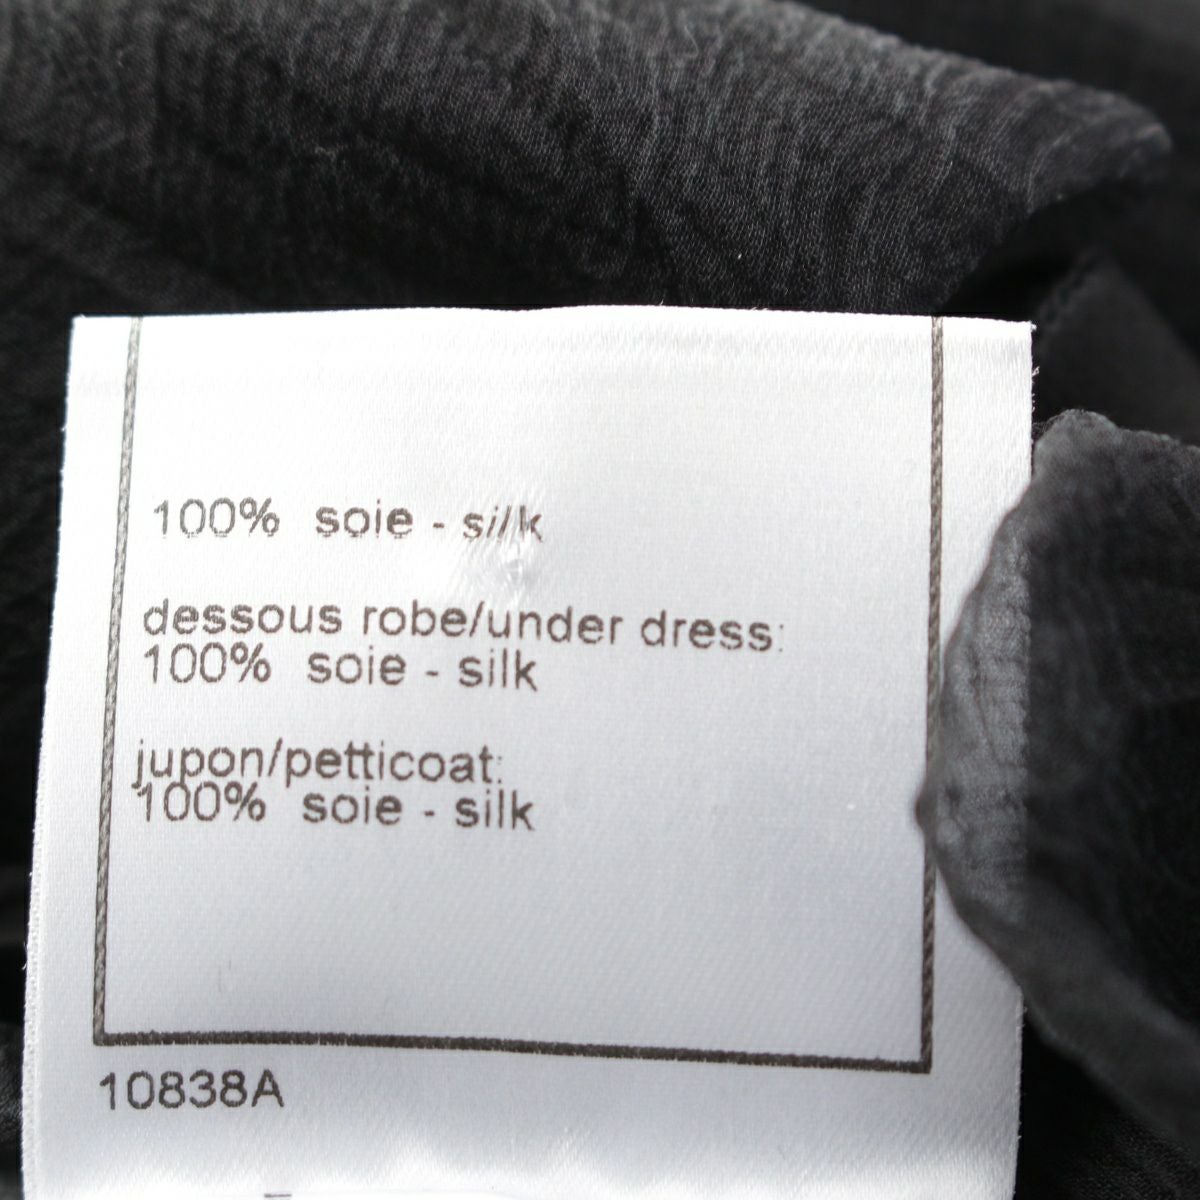 100% soie - silk
dessous robe/under dress:
100% soie - silk
jupon/petticoat:
100% soie - silk
10838A